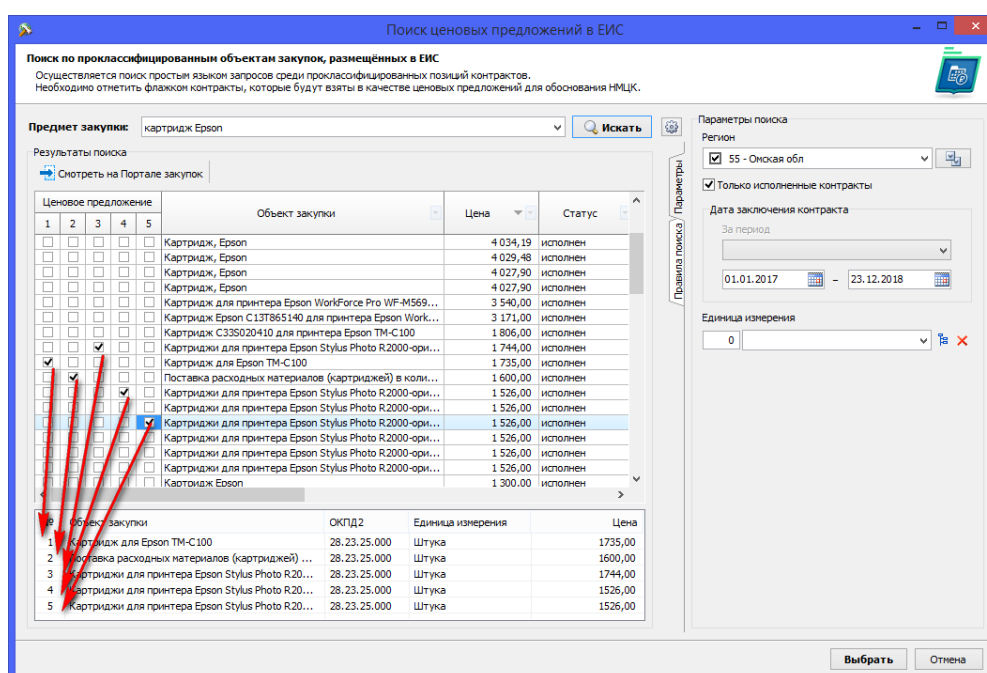 Поиск ценовых предложений в ЕИС
Поиск по проклассифицированным объектам закупок, размещённых в ЕИС
Осуществляется поиск простым языком запросов среди проклассифицированных позиций контрактов.
Необходимо отметить флажком контракты, которые будут взяты в качестве ценовых предложений для обоснования НМЦК.
Предмет закупки: картридж Epson Искать
Результаты поиска
Смотреть на Портале закупок
Ценовое предложение Объект закупки Цена Статус
1 2 3 4 5
Картридж, Epson 4 034,19 исполнен
Картридж, Epson 4 029,48 исполнен
Картридж, Epson 4 027,90 исполнен
Картридж, Epson 4 027,90 исполнен
Картридж для принтера Epson WorkForce Pro WF-M569... 3 540,00 исполнен
Картридж Epson C13T865140 для принтера Epson Work... 3 171,00 исполнен
Картридж C33S020410 для принтера Epson TM-C100 1 806,00 исполнен
Картриджи для принтера Epson Stylus Photo R2000-ори... 1 744,00 исполнен
Картридж для Epson TM-C100 1 735,00 исполнен
Поставка расходных материалов (картриджей) в коли... 1 600,00 исполнен
Картриджи для принтера Epson Stylus Photo R2000-ори... 1 526,00 исполнен
Картриджи для принтера Epson Stylus Photo R2000-ори... 1 526,00 исполнен
Картриджи для принтера Epson Stylus Photo R2000-ори... 1 526,00 исполнен
Картриджи для принтера Epson Stylus Photo R2000-ори... 1 526,00 исполнен
Картриджи для принтера Epson Stylus Photo R2000-ори... 1 526,00 исполнен
Картриджи для принтера Epson Stylus Photo R2000-ори... 1 526,00 исполнен
Картридж Epson 1 300,00 исполнен
№ Объект закупки ОКПД2 Единица измерения Цена
1 Картридж для Epson TM-C100 28.23.25.000 Штука 1735,00
2 Поставка расходных материалов (картриджей) ... 28.23.25.000 Штука 1600,00
3 Картриджи для принтера Epson Stylus Photo R20... 28.23.25.000 Штука 1744,00
4 Картриджи для принтера Epson Stylus Photo R20... 28.23.25.000 Штука 1526,00
5 Картриджи для принтера Epson Stylus Photo R20... 28.23.25.000 Штука 1526,00
Параметры
Правила поиска
Параметры поиска
Регион
55 - Омская обл
Только исполненные контракты
Дата заключения контракта
За период
01.01.2017 – 23.12.2018
Единица измерения
0
Выбрать Отмена